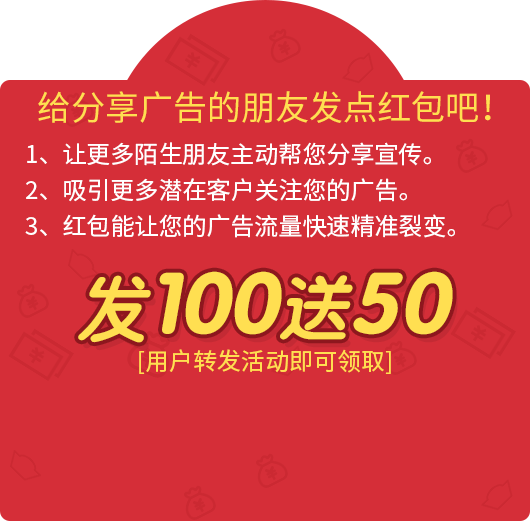 给分享广告的朋友发点红包吧！
1、让更多陌生朋友主动帮您分享宣传。
2、吸引更多潜在客户关注您的广告。
3、红包能让您的广告流量快速精准裂变。
发100送50
[用户转发活动即可领取]